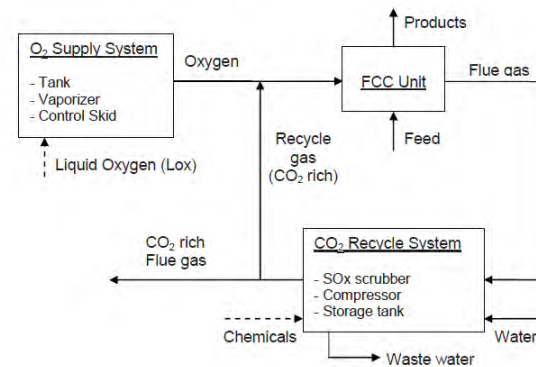 Products
O₂ Supply System
- Tank
- Vaporizer
- Control Skid
Oxygen
FCC Unit
Flue gas
Liquid Oxygen (Lox)
Recycle
gas
(CO₂ rich)
Feed
CO₂ rich
Flue gas
CO₂ Recycle System
- SOx scrubber
- Compressor
- Storage tank
Chemicals
Water
Waste water